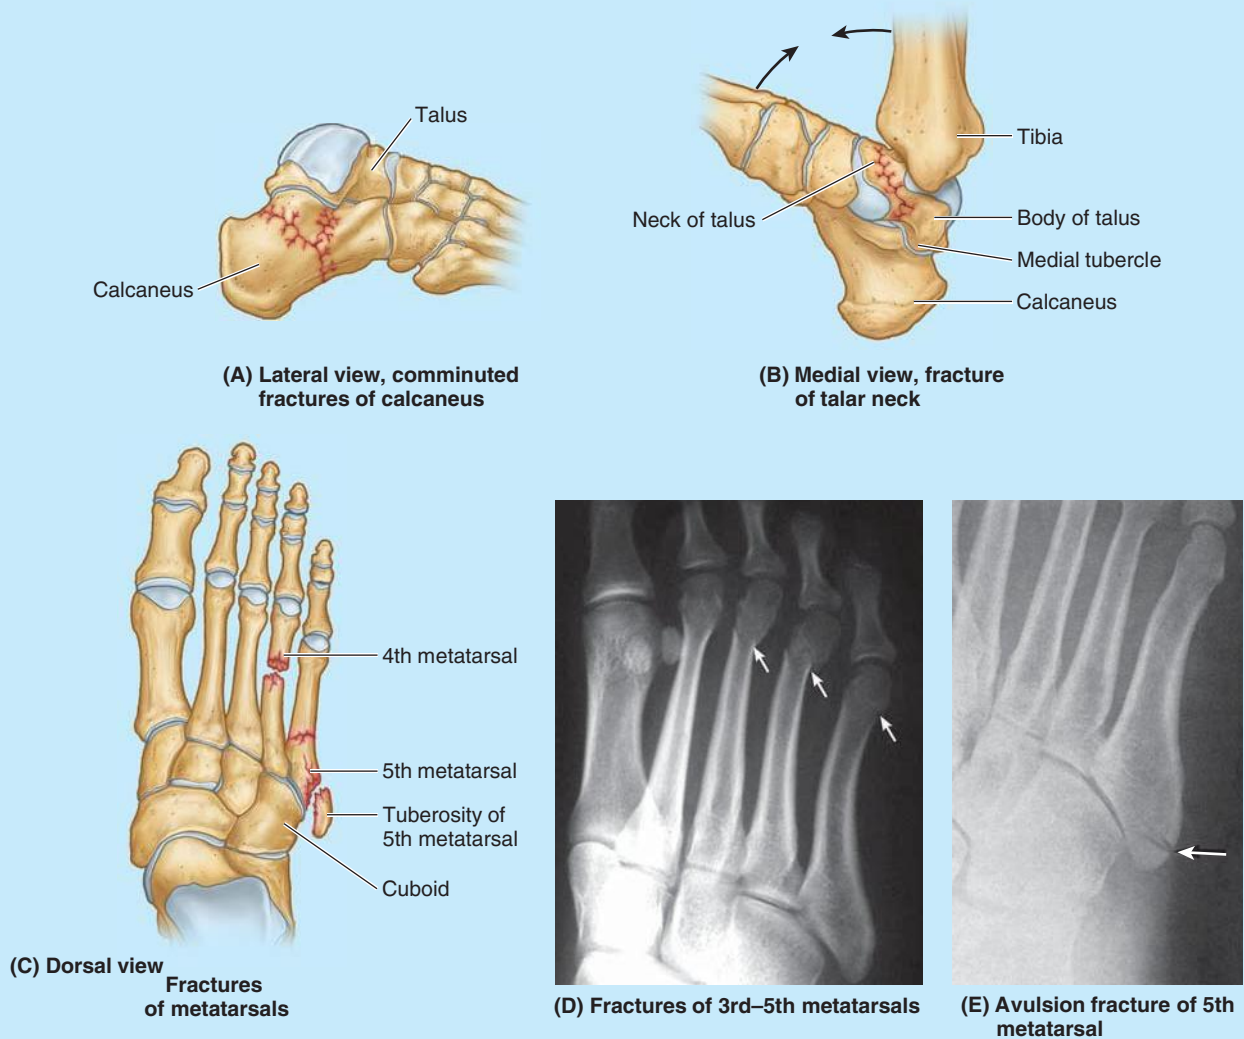 Talus
Calcaneus
(A) Lateral view, comminuted
fractures of calcaneus
Tibia
Neck of talus
Body of talus
Medial tubercle
Calcaneus
(B) Medial view, fracture
of talar neck
4th metatarsal
5th metatarsal
Tuberosity of
5th metatarsal
Cuboid
(C) Dorsal view
Fractures
of metatarsals
(D) Fractures of 3rd–5th metatarsals
(E) Avulsion fracture of 5th
metatarsal